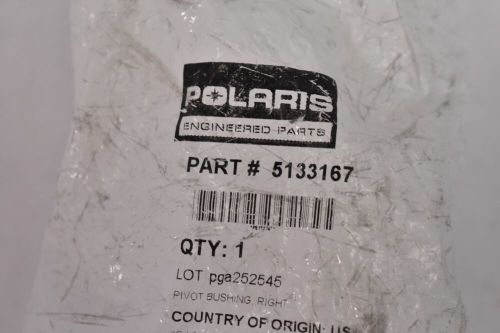 POLARIS
ENGINEERED PARTS
PART # 5133167
QTY: 1
LOT pga252545
PIVOT BUSHING, RIGHT
COUNTRY OF ORIGIN: US